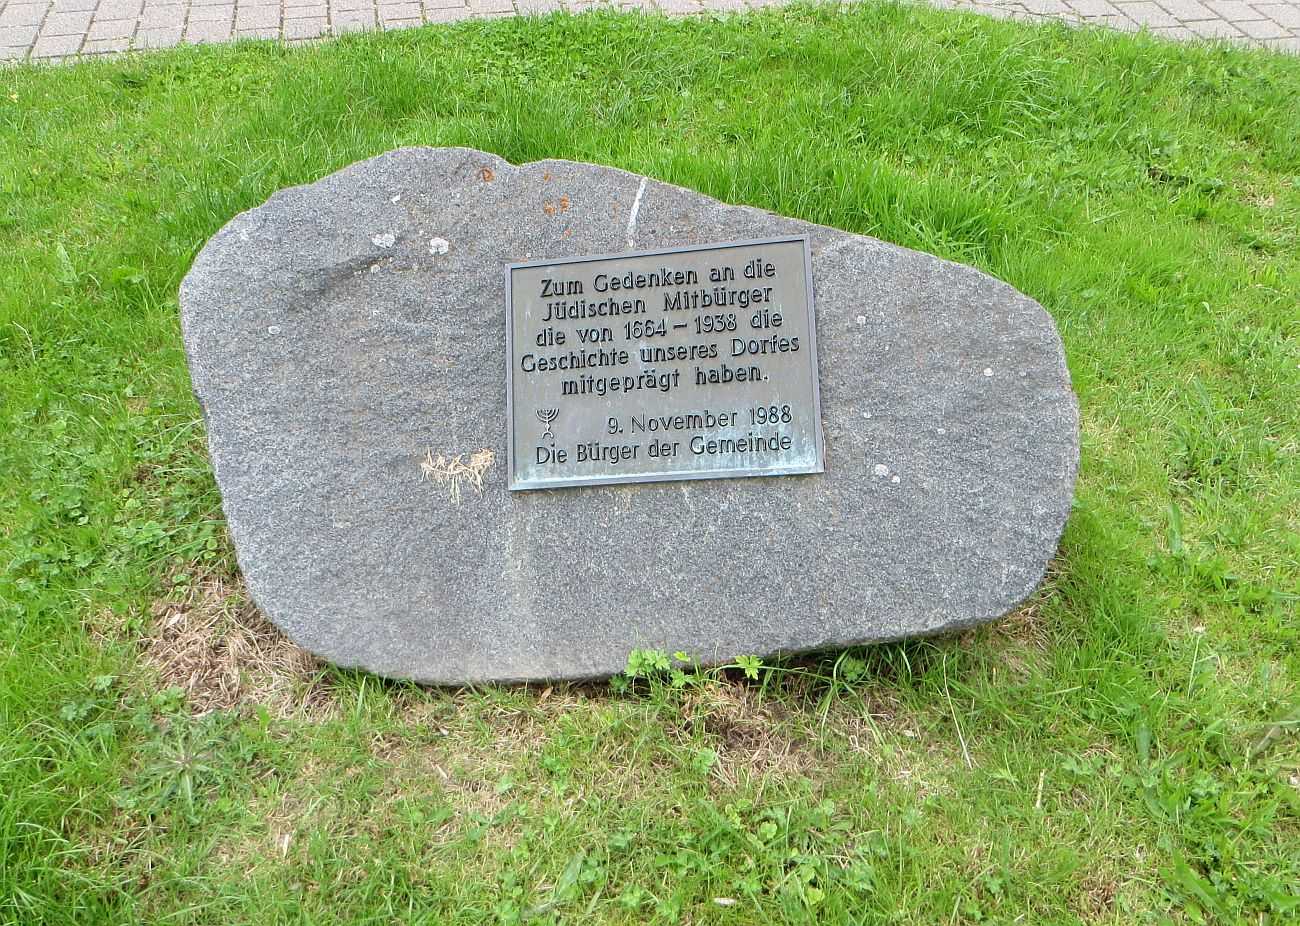 Zum Gedenken an die
Jüdischen Mitbürger
die von 1664 – 1938 die
Geschichte unseres Dorfes
mitgeprägt haben.
9. November 1988
Die Bürger der Gemeinde